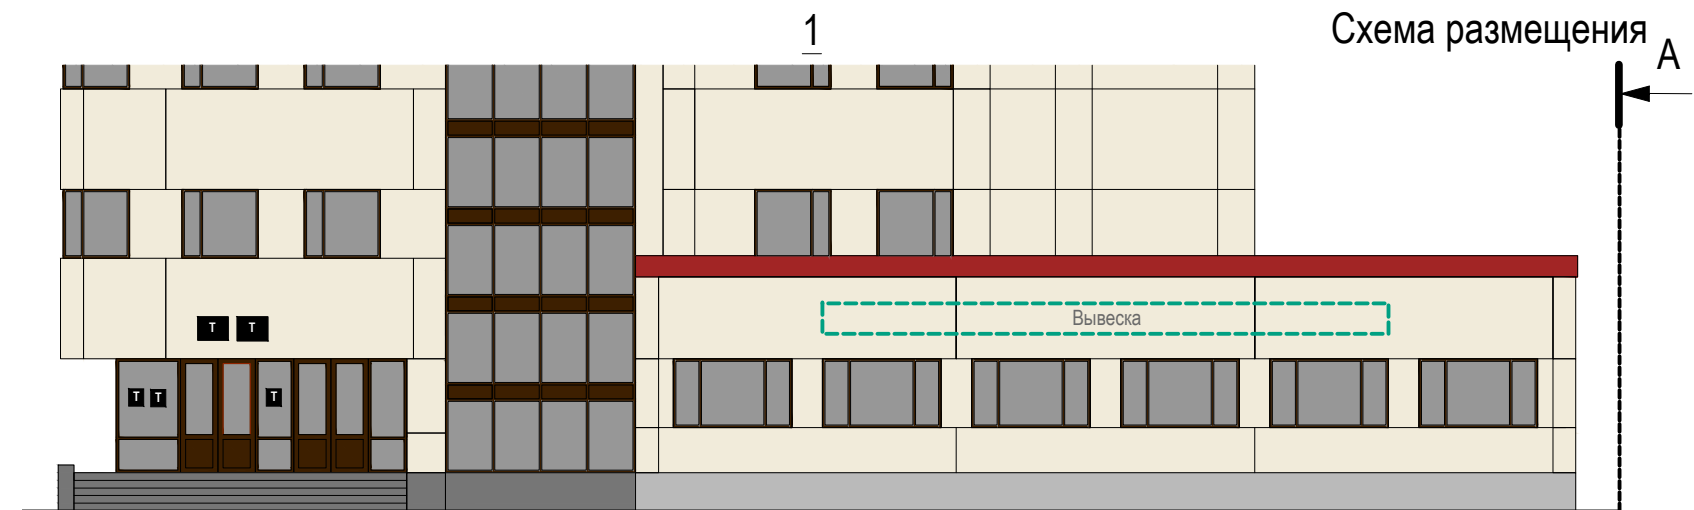 1
Схема размещения
А
Вывеска
Т Т
Т Т Т